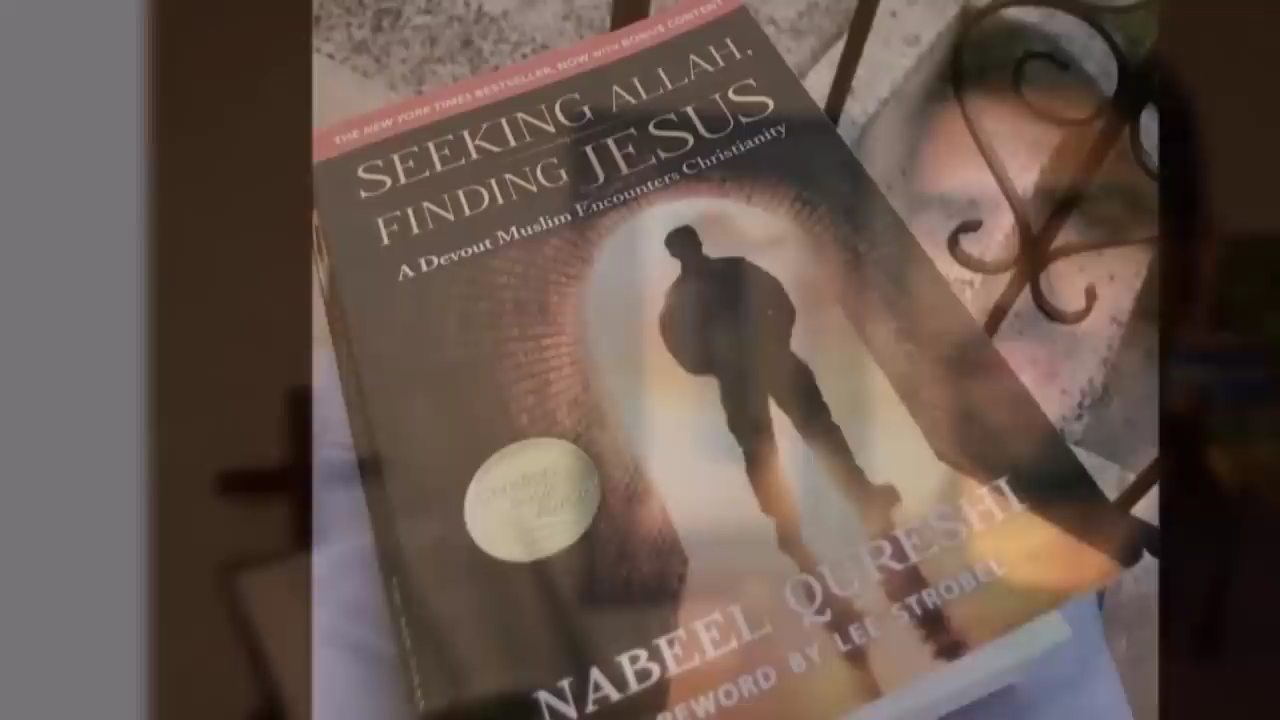 THE NEW YORK TIMES BESTSELLER, NOW WITH BONUS CONTENT
SEEKING ALLAH,
FINDING JESUS
A Devout Muslim Encounters Christianity
NABEEL QURESHI
REWORD BY LEE STROBEL